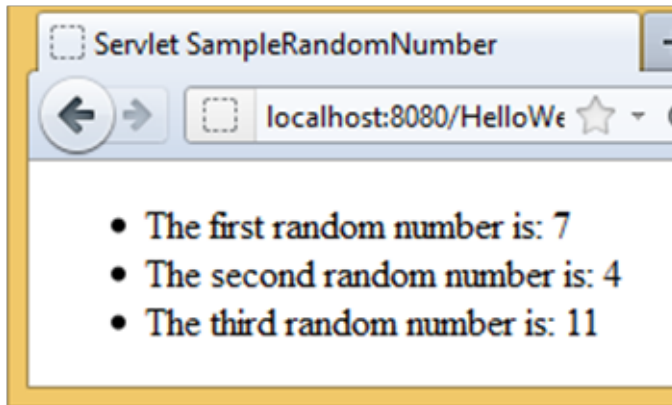 Servlet SampleRandomNumber
localhost:8080/HelloWe
The first random number is: 7
The second random number is: 4
The third random number is: 11